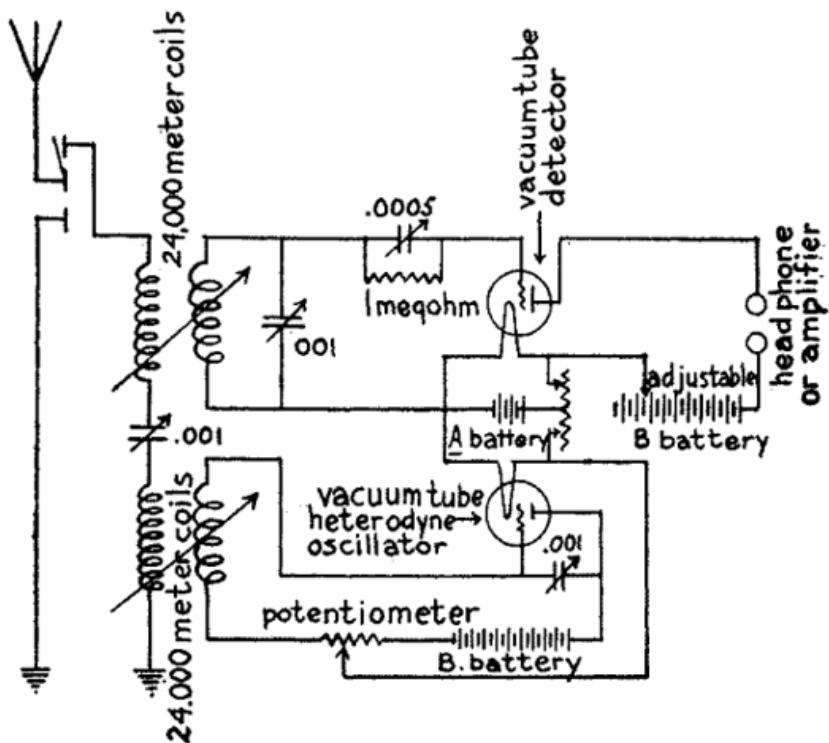 24,000 meter coils
vacuum tube
detector
.0005
1 meqohm
.001
head phone
or amplifier
adjustable
B battery
A battery
.001
24.000 meter coils
vacuum tube
heterodyne
oscillator
.001
potentiometer
B. battery